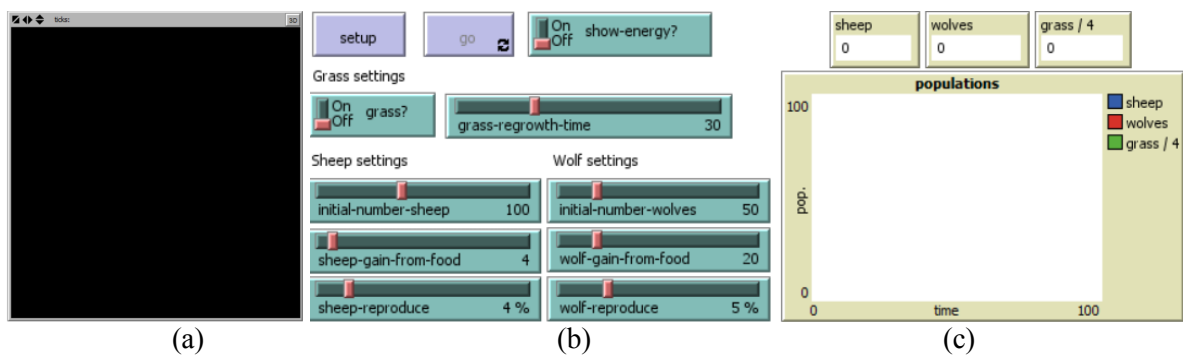 ticks:
3D
setup
go
On
Off
show-energy?
Grass settings
On
Off
grass?
grass-regrowth-time 30
Sheep settings
Wolf settings
initial-number-sheep 100
initial-number-wolves 50
sheep-gain-from-food 4
wolf-gain-from-food 20
sheep-reproduce 4 %
wolf-reproduce 5 %
sheep
0
wolves
0
grass / 4
0
populations
100
pop.
0
0
time
100
sheep
wolves
grass / 4
(a)
(b)
(c)